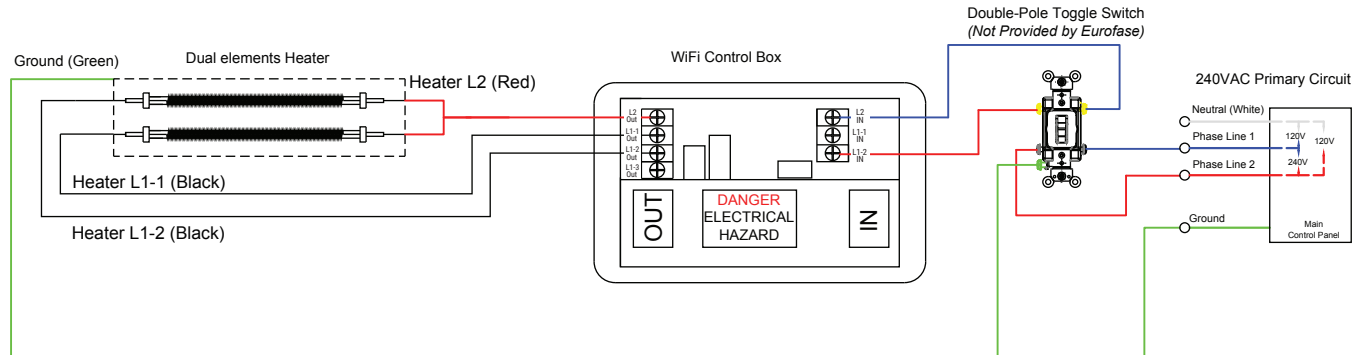 Double-Pole Toggle Switch
(Not Provided by Eurofase)
Ground (Green)
Dual elements Heater
WiFi Control Box
Heater L2 (Red)
240VAC Primary Circuit
Neutral (White)
Phase Line 1
Phase Line 2
Ground
120V
120V
240V
Main
Control Panel
L2
Out
L1-1
Out
L1-2
Out
L1-3
Out
L2
IN
L1-1
IN
L1-2
IN
Heater L1-1 (Black)
Heater L1-2 (Black)
OUT
DANGER
ELECTRICAL
HAZARD
IN